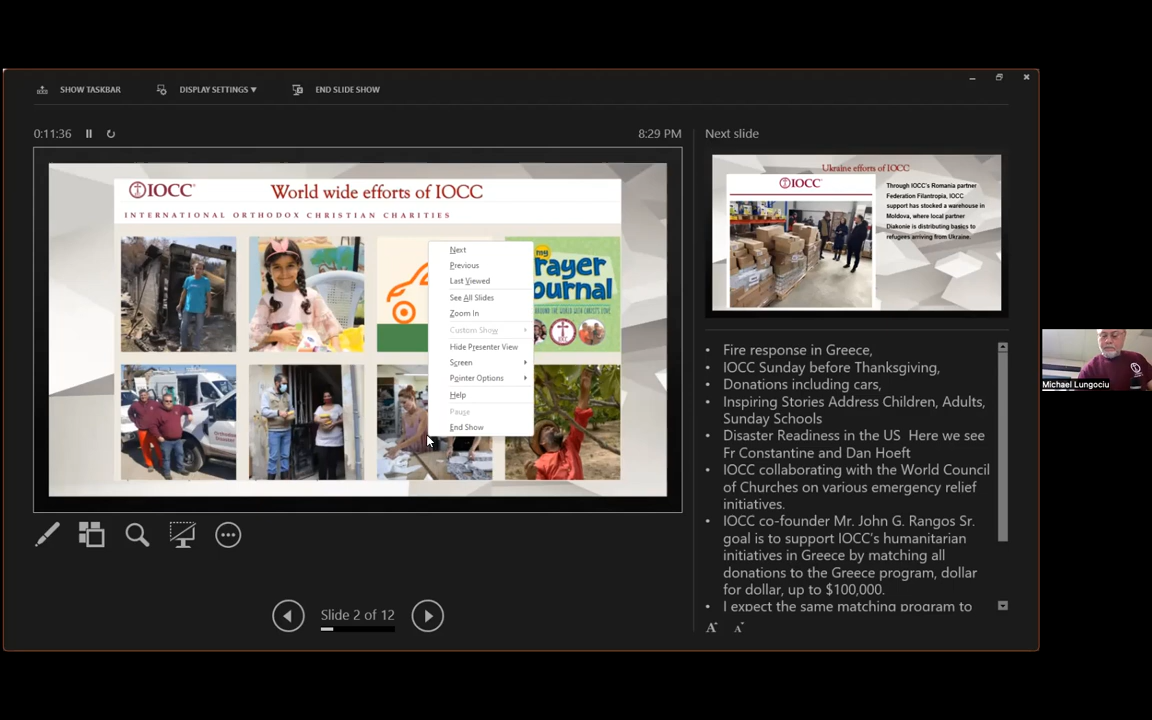 SHOW TASKBAR
DISPLAY SETTINGS ▼
END SLIDE SHOW
0:11:36
8:29 PM
IOCC
World wide efforts of IOCC
INTERNATIONAL ORTHODOX CHRISTIAN CHARITIES
my
rayer
ournal
Next
Previous
Last Viewed
See All Slides
Zoom In
Custom Show
Hide Presenter View
Screen
Pointer Options
Help
Pause
End Show
Slide 2 of 12
Next slide
Ukraine efforts of IOCC
IOCC
Through IOCC's Romania partner
Federation Filantropia, IOCC
support has stocked a warehouse in
Moldova, where local partner
Diakonie is distributing basics to
refugees arriving from Ukraine.
• Fire response in Greece,
• IOCC Sunday before Thanksgiving,
• Donations including cars,
• Inspiring Stories Address Children, Adults,
Sunday Schools
• Disaster Readiness in the US Here we see
Fr Constantine and Dan Hoeft
• IOCC collaborating with the World Council
of Churches on various emergency relief
initiatives.
• IOCC co-founder Mr. John G. Rangos Sr.
goal is to support IOCC's humanitarian
initiatives in Greece by matching all
donations to the Greece program, dollar
for dollar, up to $100,000.
• I expect the same matching program to
A A
Michael Lungociu